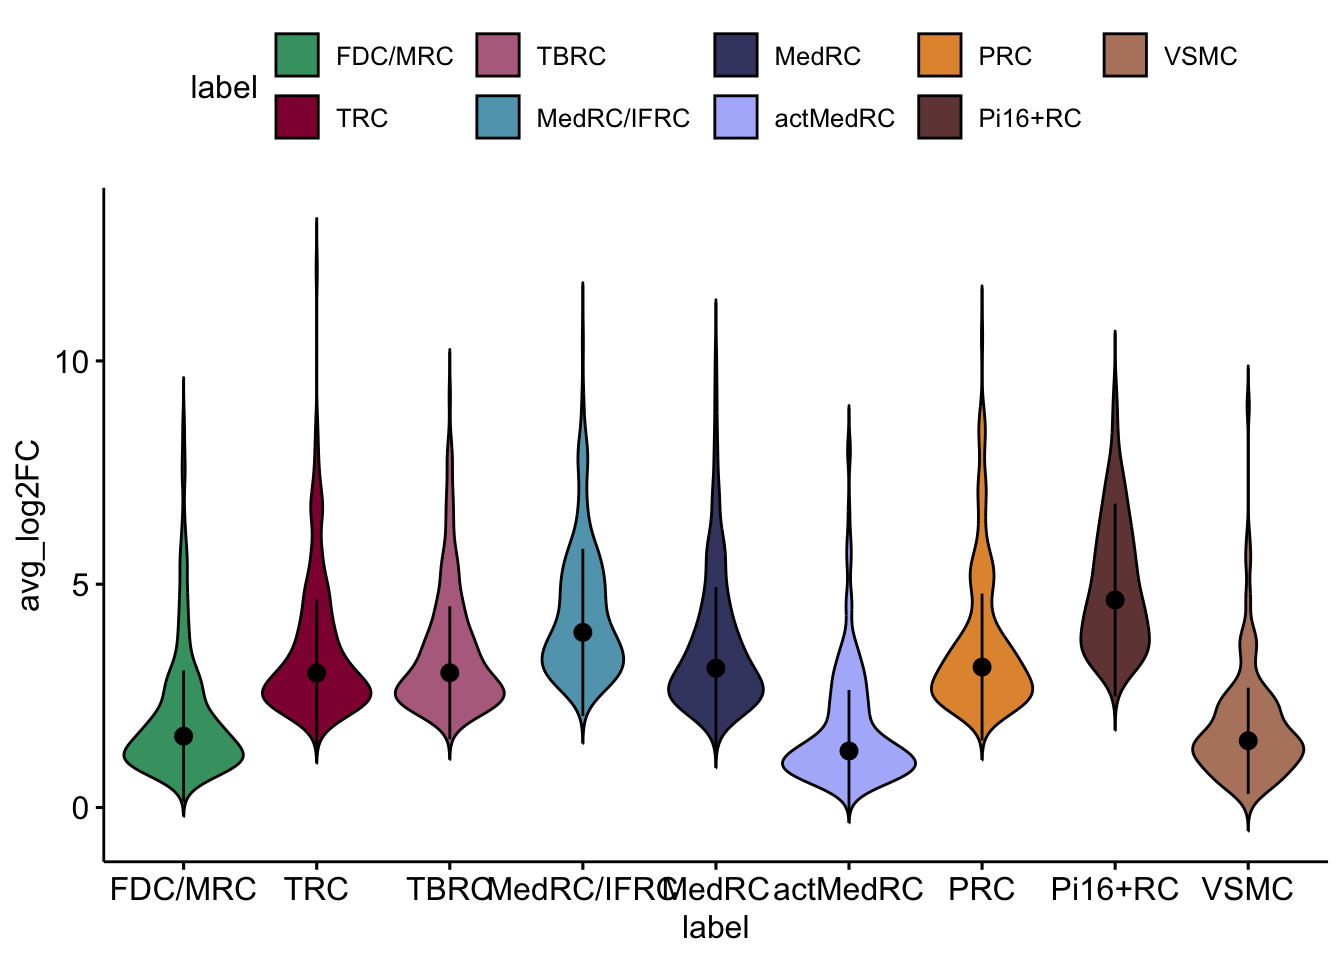 label
FDC/MRC TBRC MedRC PRC VSMC
TRC MedRC/IFRC actMedRC Pi16+RC
avg_log2FC
10
5
0
FDC/MRC TRC TBRC MedRC/IFRC MedRC actMedRC PRC Pi16+RC VSMC
label